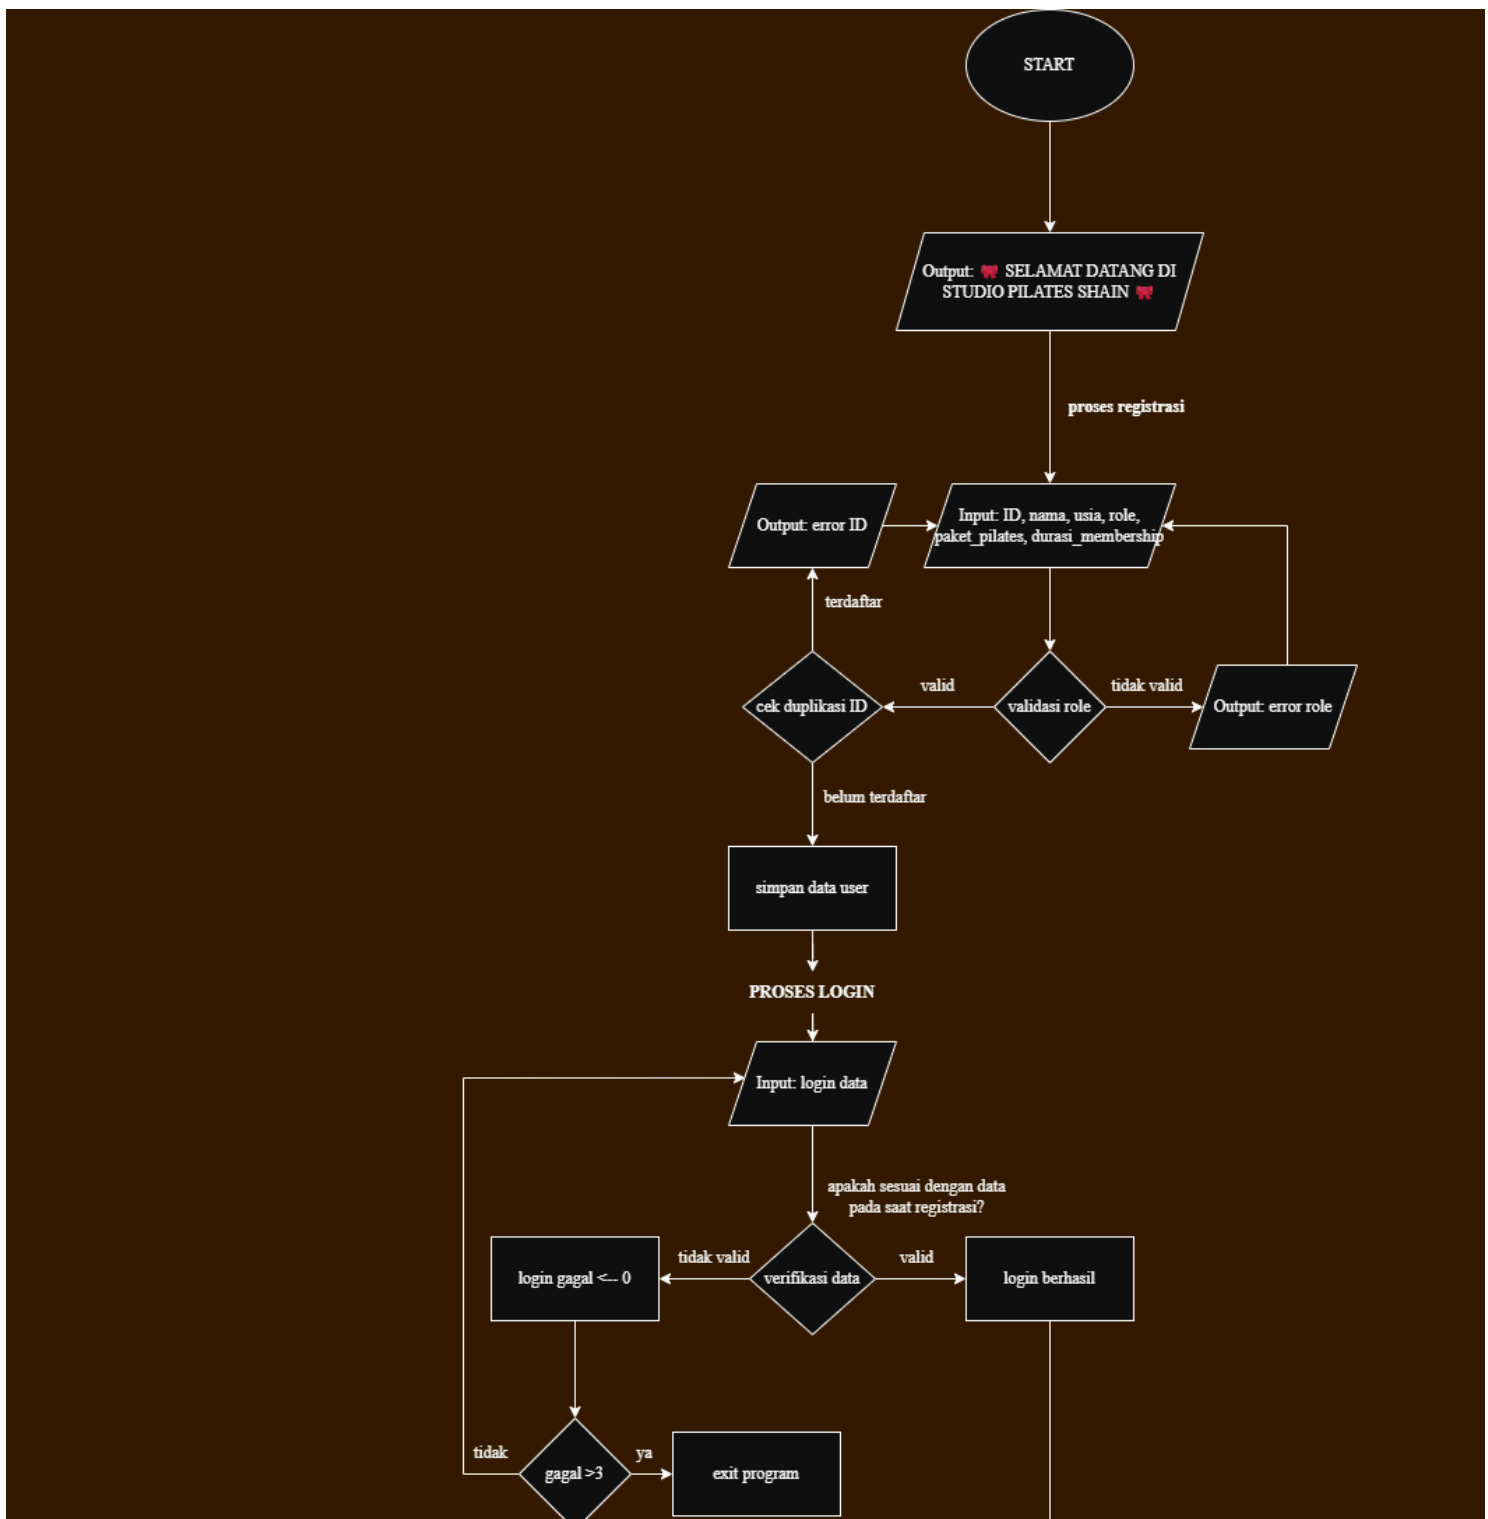 START
Output: 🎀 SELAMAT DATANG DI
STUDIO PILATES SHAIN 🎀
proses registrasi
Output: error ID
Input: ID, nama, usia, role,
paket_pilates, durasi_membership
terdaftar
cek duplikasi ID
valid
validasi role
tidak valid
Output: error role
belum terdaftar
simpan data user
PROSES LOGIN
Input: login data
apakah sesuai dengan data
pada saat registrasi?
login gagal <-- 0
tidak valid
verifikasi data
valid
login berhasil
tidak
gagal >3
ya
exit program